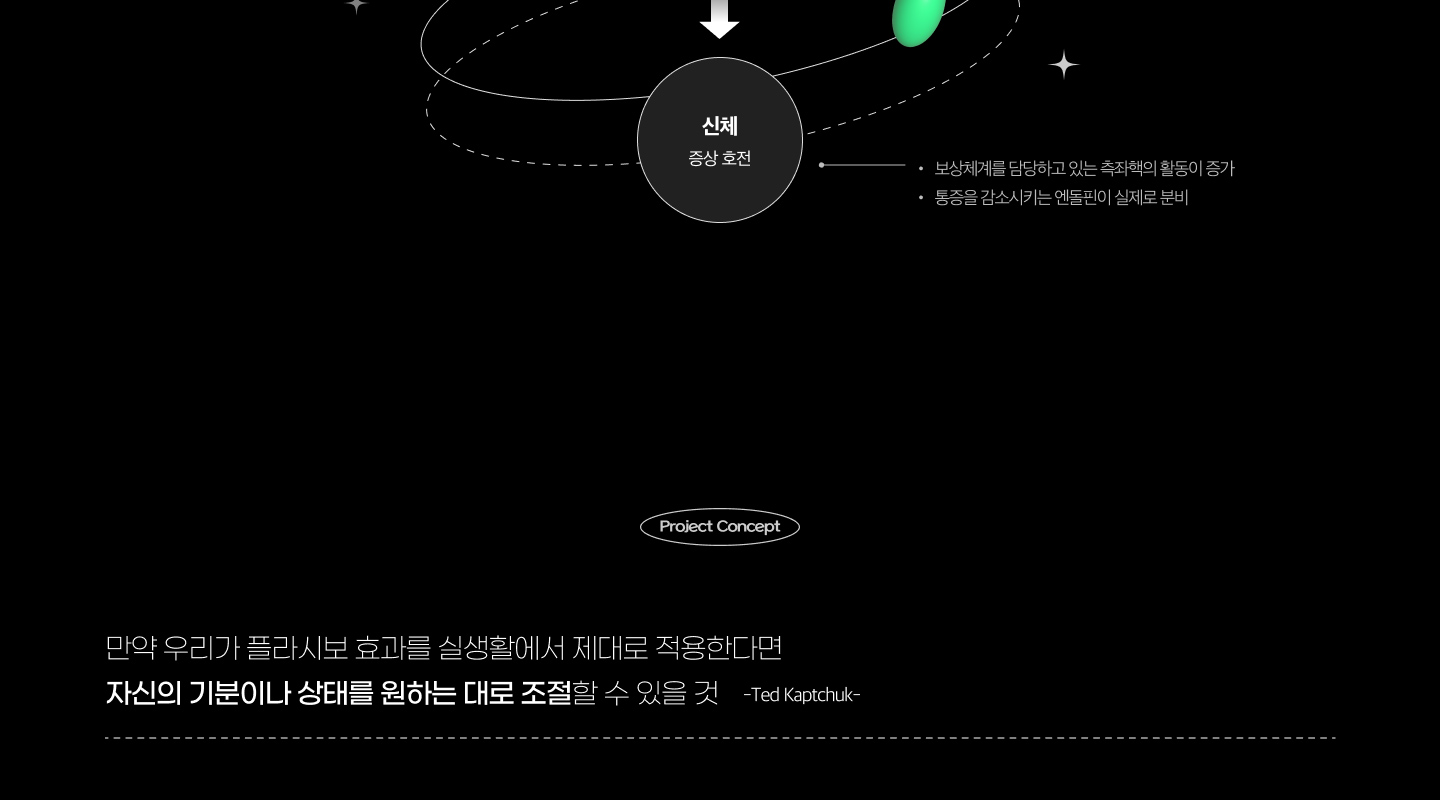 신체
증상 호전
• 보상체계를 담당하고 있는 측좌핵의 활동이 증가
• 통증을 감소시키는 엔돌핀이 실제로 분비
Project Concept
만약 우리가 플라시보 효과를 실생활에서 제대로 적용한다면
자신의 기분이나 상태를 원하는 대로 조절할 수 있을 것 -Ted Kaptchuk-